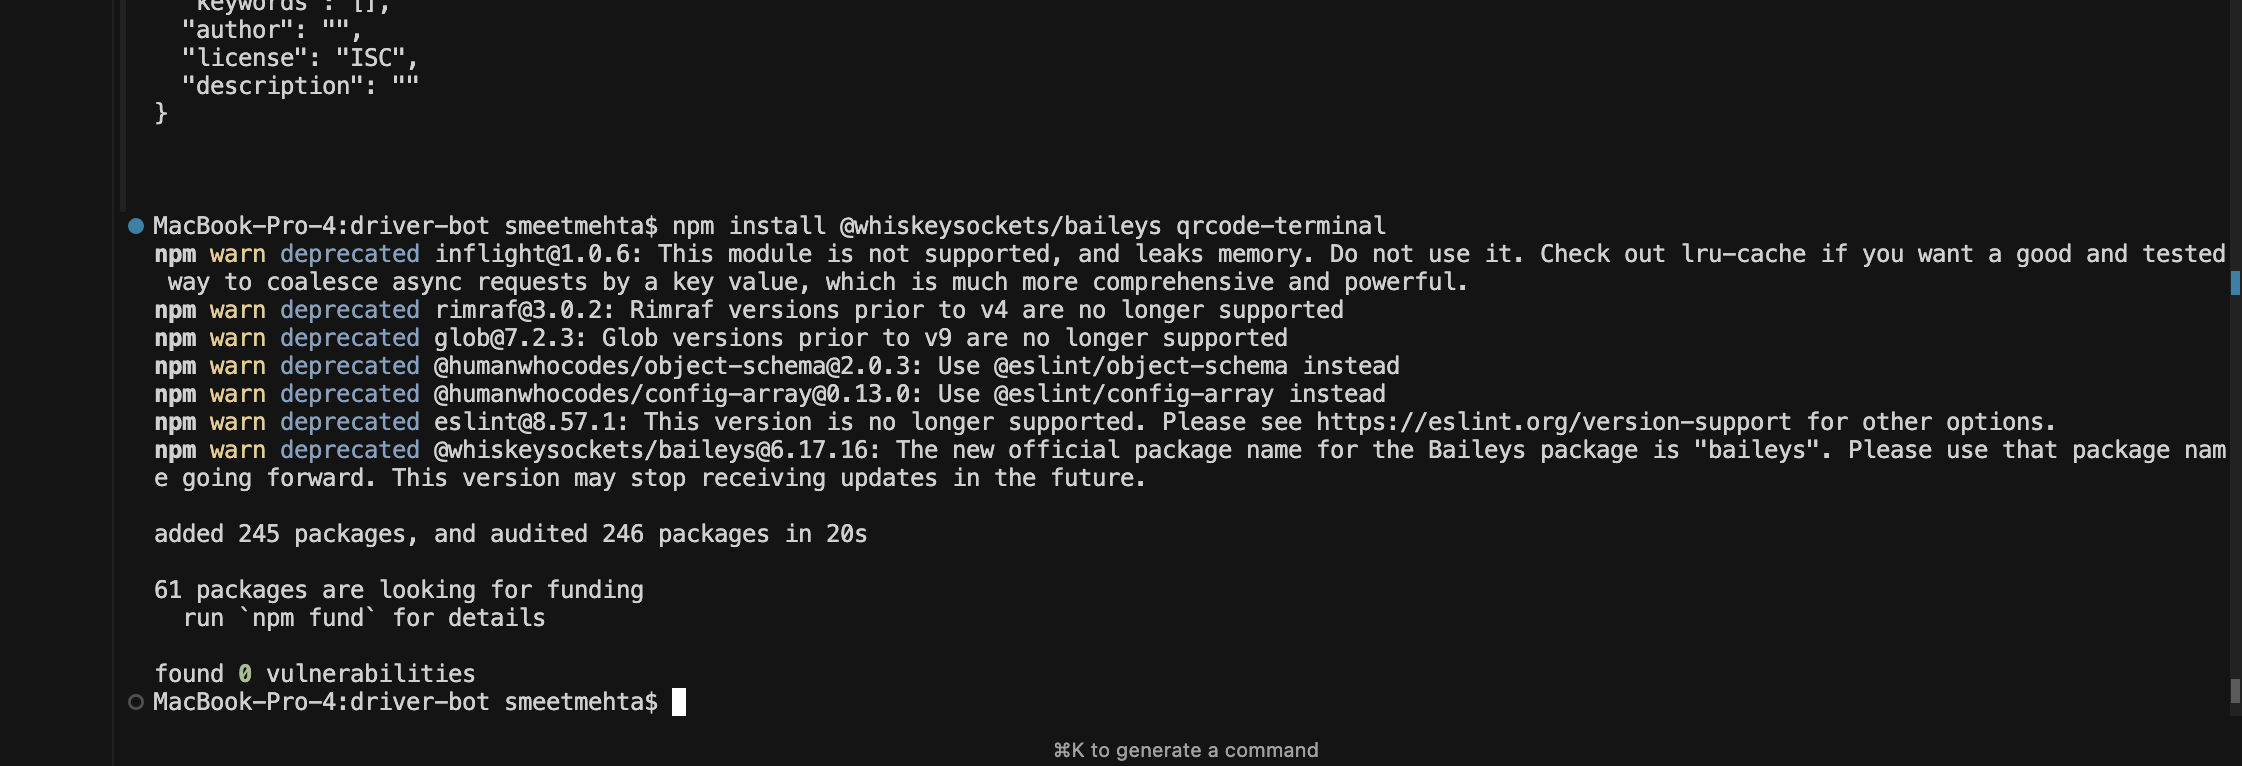 "keywords": [],
"author": "",
"license": "ISC",
"description": ""
}
MacBook-Pro-4:driver-bot smeetmehta$ npm install @whiskeysockets/baileys qrcode-terminal
npm warn deprecated inflight@1.0.6: This module is not supported, and leaks memory. Do not use it. Check out lru-cache if you want a good and tested
way to coalesce async requests by a key value, which is much more comprehensive and powerful.
npm warn deprecated rimraf@3.0.2: Rimraf versions prior to v4 are no longer supported
npm warn deprecated glob@7.2.3: Glob versions prior to v9 are no longer supported
npm warn deprecated @humanwhocodes/object-schema@2.0.3: Use @eslint/object-schema instead
npm warn deprecated @humanwhocodes/config-array@0.13.0: Use @eslint/config-array instead
npm warn deprecated eslint@8.57.1: This version is no longer supported. Please see https://eslint.org/version-support for other options.
npm warn deprecated @whiskeysockets/baileys@6.17.16: The new official package name for the Baileys package is "baileys". Please use that package nam
e going forward. This version may stop receiving updates in the future.
added 245 packages, and audited 246 packages in 20s
61 packages are looking for funding
run `npm fund` for details
found 0 vulnerabilities
MacBook-Pro-4:driver-bot smeetmehta$
⌘K to generate a command